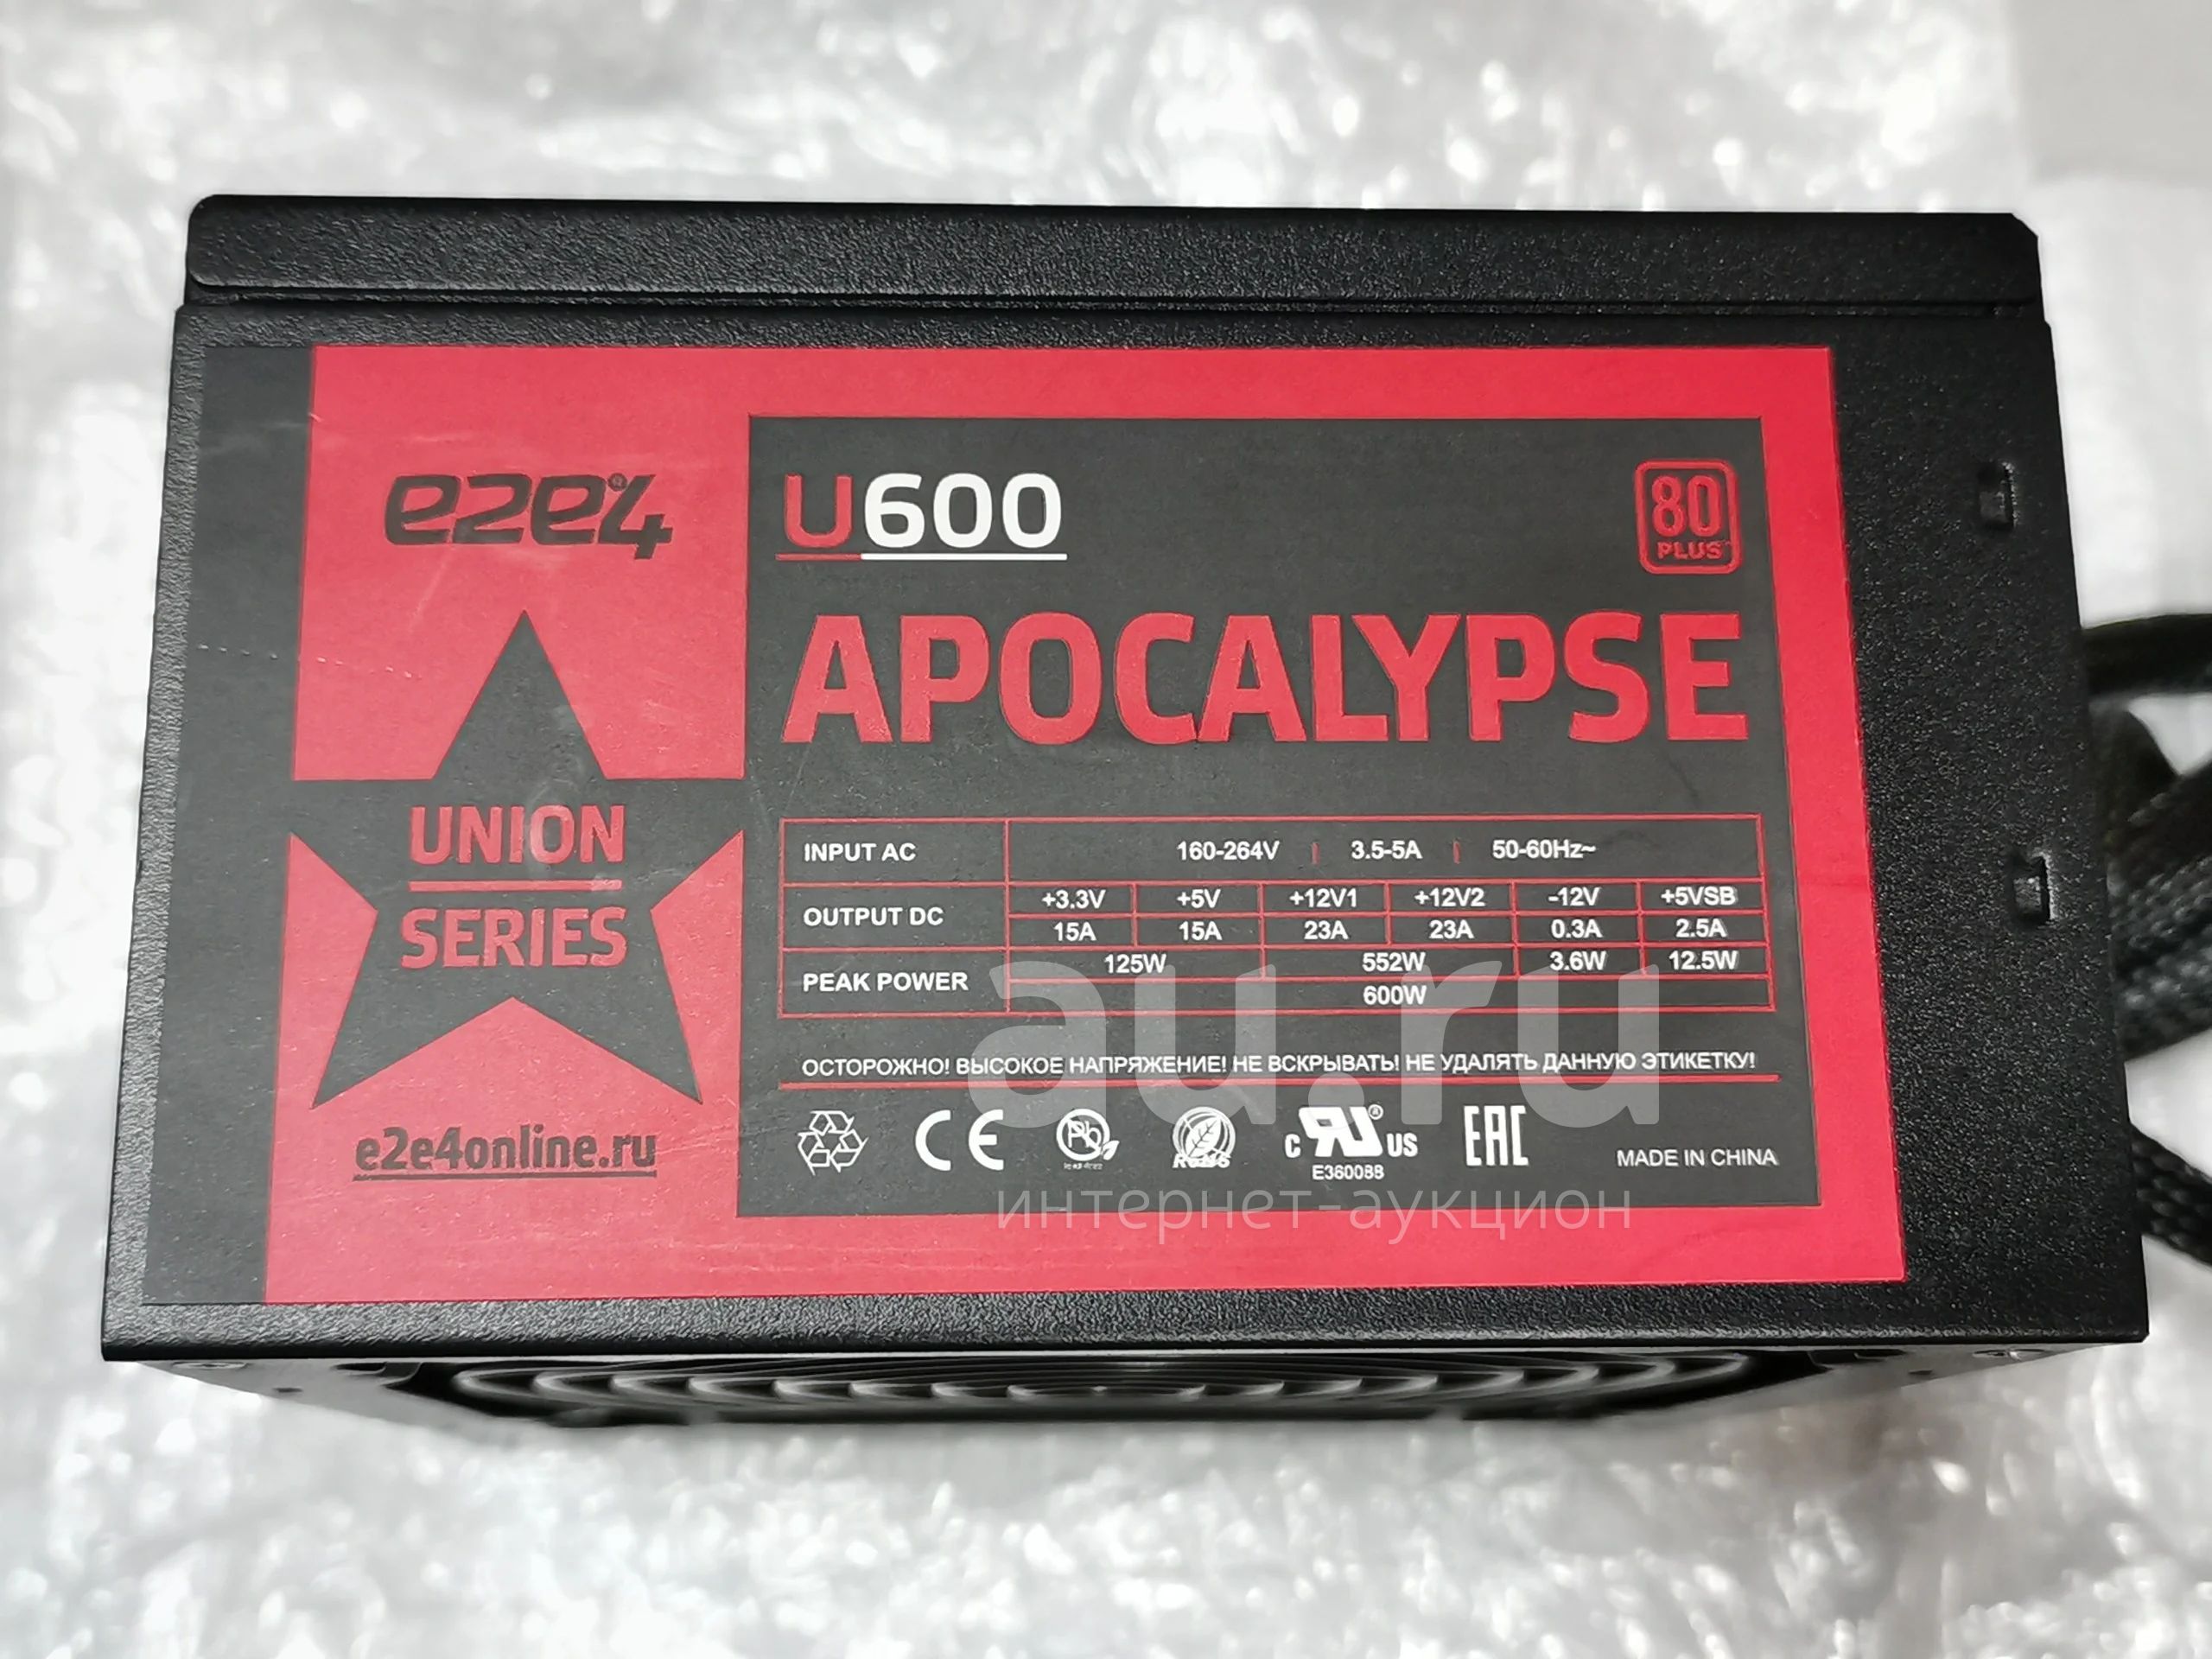 e2e4®
UNION
SERIES
e2e4online.ru
U600
80
PLUS
APOCALYPSE
INPUT AC 160-264V | 3.5-5A | 50-60Hz~
OUTPUT DC +3.3V +5V +12V1 +12V2 -12V +5VSB
15A 15A 23A 23A 0.3A 2.5A
PEAK POWER 125W 552W 3.6W 12.5W
600W
ОСТОРОЖНО! ВЫСОКОЕ НАПРЯЖЕНИЕ! НЕ ВСКРЫВАТЬ! НЕ УДАЛЯТЬ ДАННУЮ ЭТИКЕТКУ!
CE Pb RoHS c RU® US EAC MADE IN CHINA
E360088
au.ru
интернет-аукцион